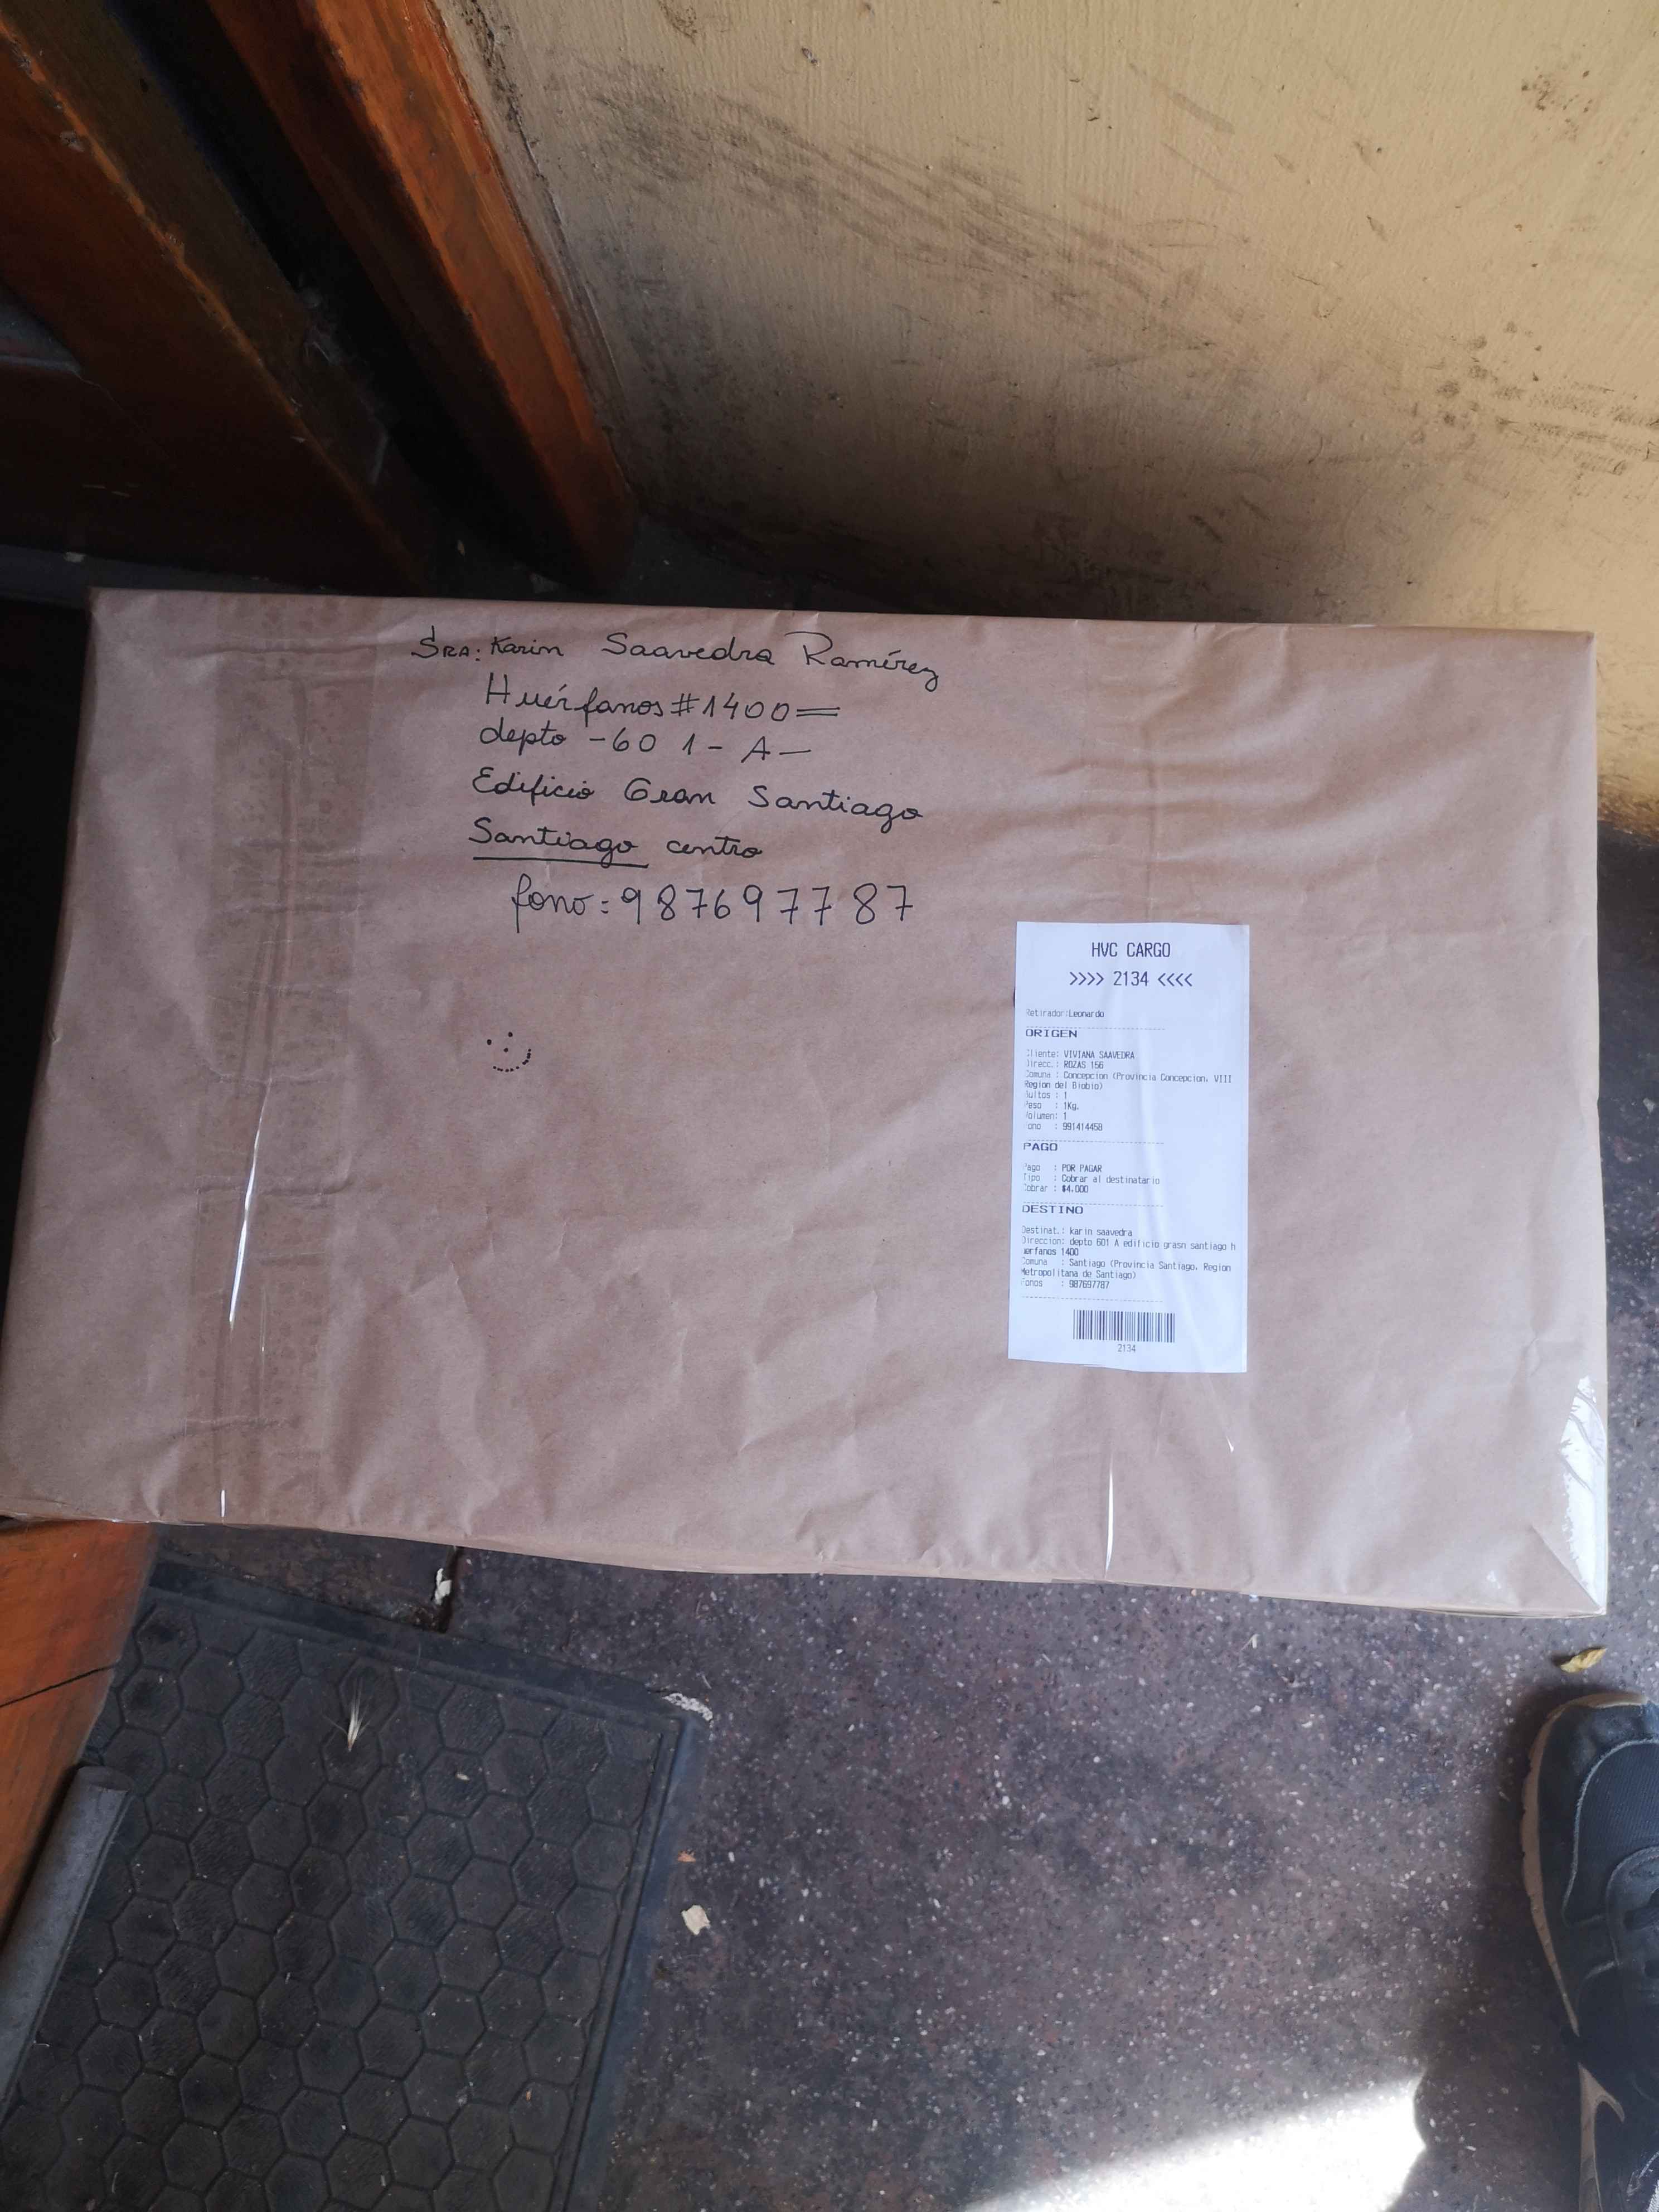 SRA: Karin Saavedra Ramírez
Huérfanos #1400=
depto -601-A-
Edificio Gran Santiago
Santiago centro
fono: 987697787
HVC CARGO
>>>> 2134 <<<<
Retirador:Leonardo
ORIGEN
Cliente: VIVIANA SAAVEDRA
Direcc.: ROZAS 156
Comuna : Concepcion (Provincia Concepcion, VIII
Region del Biobio)
Bultos : 1
Peso : 1Kg.
Volumen: 1
Fono : 991414458
PAGO
Pago : POR PAGAR
Tipo : Cobrar al destinatario
Cobrar : $4.000
DESTINO
Destinat.: karin saavedra
Direccion: depto 601 A edificio grasn santiago h
uerfanos 1400
Comuna : Santiago (Provincia Santiago, Region
Metropolitana de Santiago)
Fonos : 987697787
2134